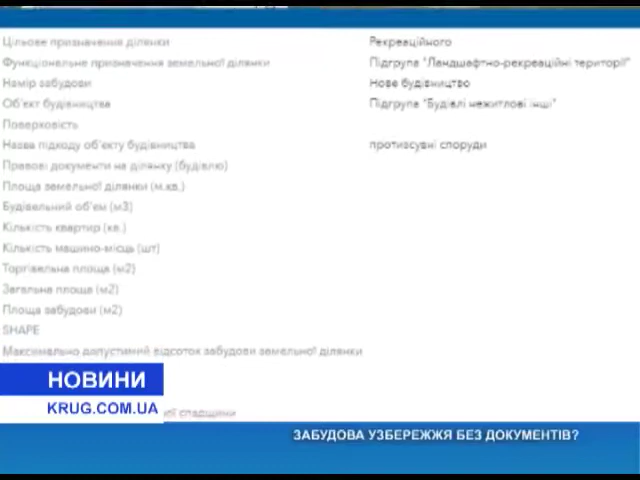 Цільове призначення ділянки Рекреаційного
Функціональне призначення земельної ділянки Підгрупа "Ландшафтно-рекреаційні території"
Намір забудови Нове будівництво
Об'єкт будівництва Підгрупа "Будівлі нежитлові інші"
Поверховість
Назва підходу об'єкту будівництва протизсувні споруди
Правові документи на ділянку (будівлю)
Площа земельної ділянки (м.кв.)
Будівельний об'єм (м3)
Кількість квартир (кв.)
Кількість машино-місць (шт)
Торгівельна площа (м2)
Загальна площа (м2)
Площа забудови (м2)
SHAPE
Максимально допустимий відсоток забудови земельної ділянки
НОВИНИ
KRUG.COM.UA
спадщини
ЗАБУДОВА УЗБЕРЕЖЖЯ БЕЗ ДОКУМЕНТІВ?